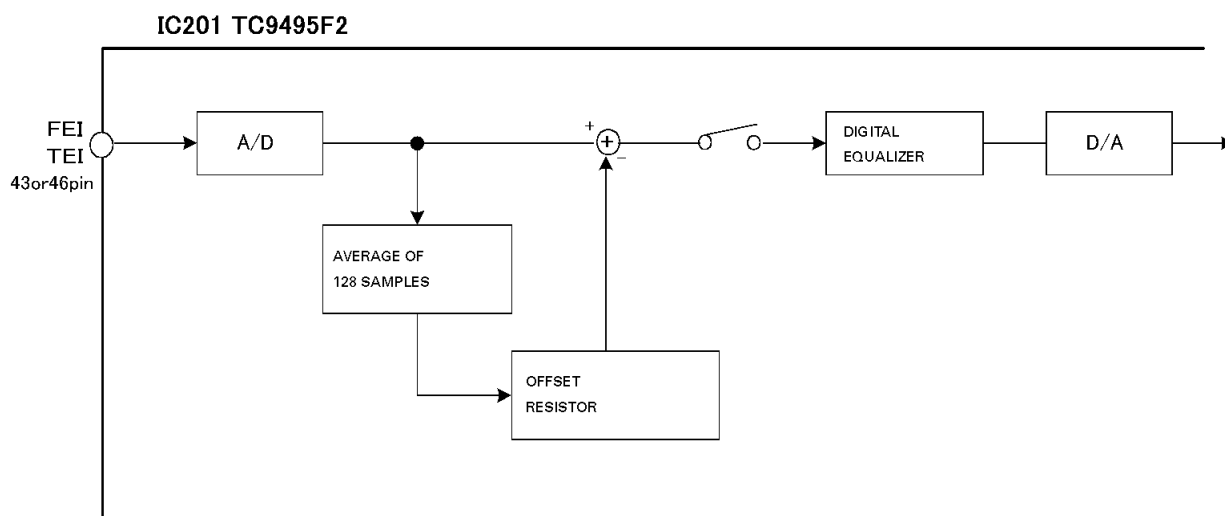 IC201 TC9495F2
FEI
TEI
43or46pin
A/D
+
+
−
DIGITAL
EQUALIZER
D/A
AVERAGE OF
128 SAMPLES
OFFSET
RESISTOR